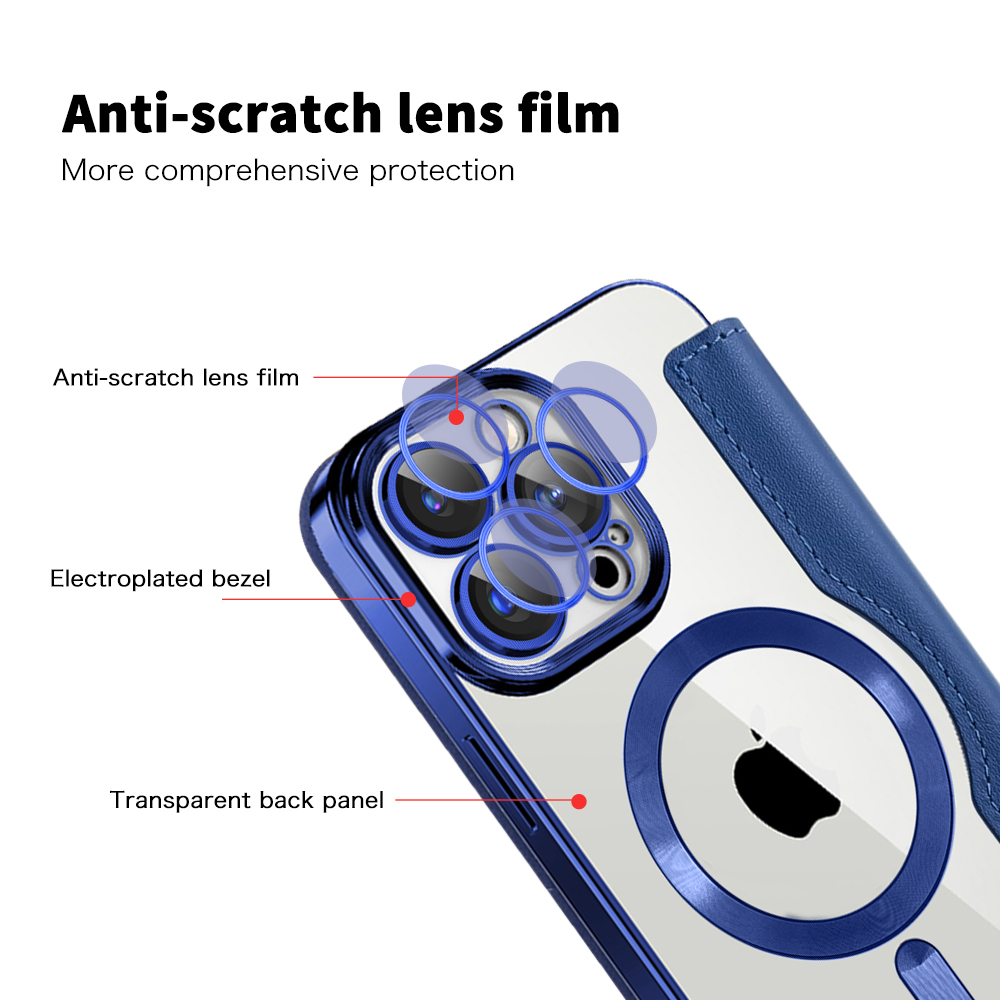 Anti-scratch lens film
More comprehensive protection
Anti-scratch lens film
Electroplated bezel
Transparent back panel